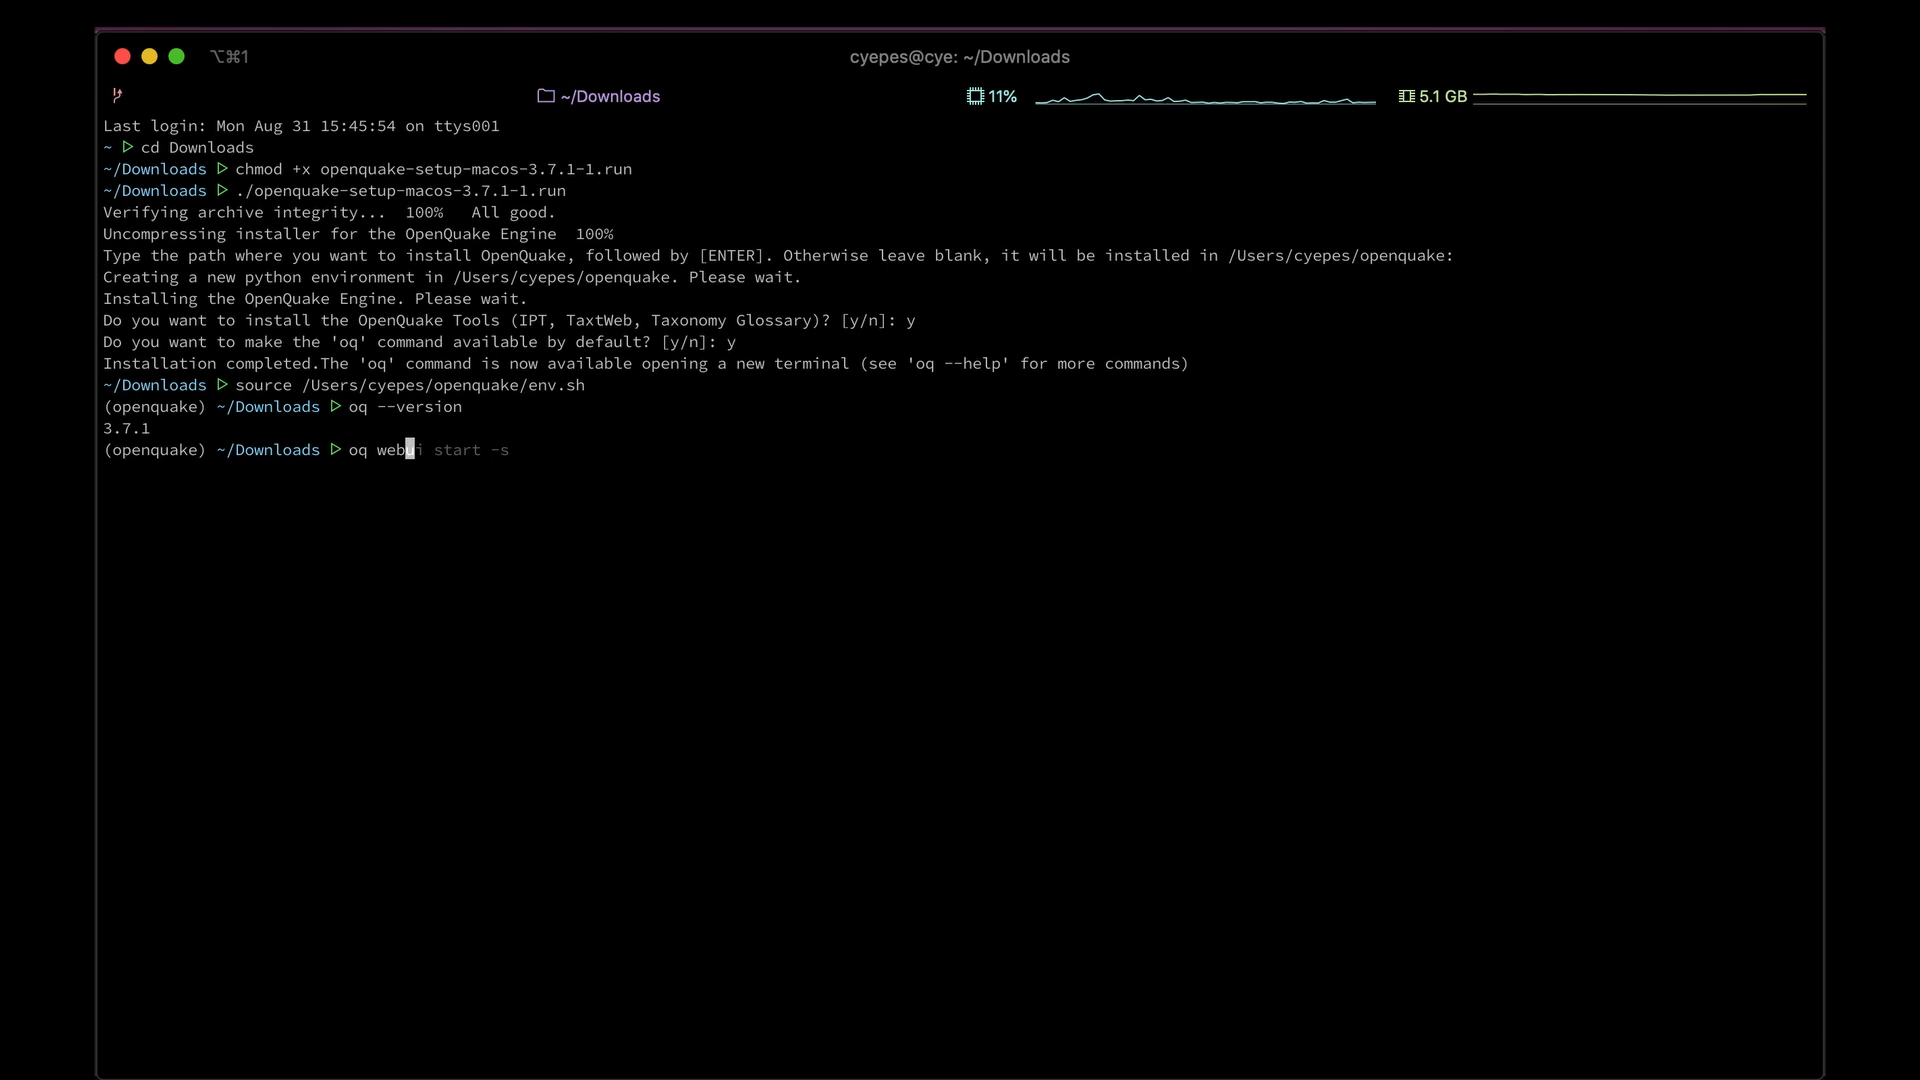 ⌥⌘1
cyepes@cye: ~/Downloads
~/Downloads
11%
5.1 GB
Last login: Mon Aug 31 15:45:54 on ttys001
~ ▷ cd Downloads
~/Downloads ▷ chmod +x openquake-setup-macos-3.7.1-1.run
~/Downloads ▷ ./openquake-setup-macos-3.7.1-1.run
Verifying archive integrity...  100%   All good.
Uncompressing installer for the OpenQuake Engine  100%
Type the path where you want to install OpenQuake, followed by [ENTER]. Otherwise leave blank, it will be installed in /Users/cyepes/openquake:
Creating a new python environment in /Users/cyepes/openquake. Please wait.
Installing the OpenQuake Engine. Please wait.
Do you want to install the OpenQuake Tools (IPT, TaxtWeb, Taxonomy Glossary)? [y/n]: y
Do you want to make the 'oq' command available by default? [y/n]: y
Installation completed.The 'oq' command is now available opening a new terminal (see 'oq --help' for more commands)
~/Downloads ▷ source /Users/cyepes/openquake/env.sh
(openquake) ~/Downloads ▷ oq --version
3.7.1
(openquake) ~/Downloads ▷ oq webui start -s